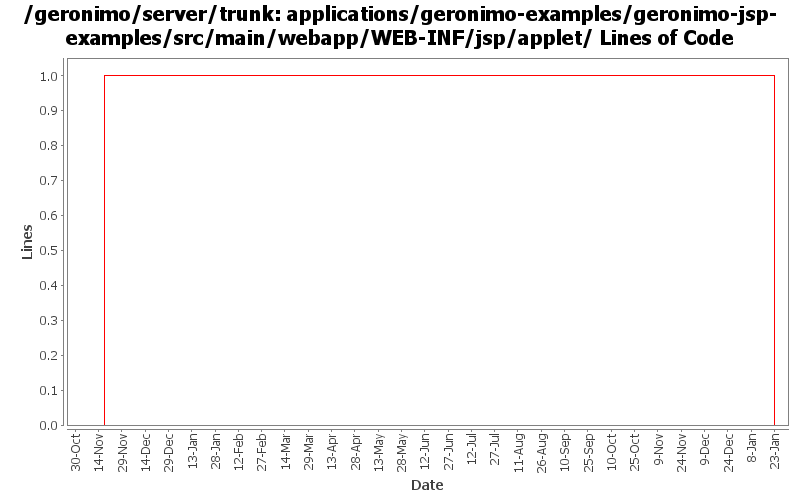 /geronimo/server/trunk: applications/geronimo-examples/geronimo-jsp-
examples/src/main/webapp/WEB-INF/jsp/applet/ Lines of Code
1.0
0.9
0.8
0.7
0.6
0.5
0.4
0.3
0.2
0.1
0.0
Lines
30-Oct
14-Nov
29-Nov
14-Dec
29-Dec
13-Jan
28-Jan
12-Feb
27-Feb
14-Mar
29-Mar
13-Apr
28-Apr
13-May
28-May
12-Jun
27-Jun
12-Jul
27-Jul
11-Aug
26-Aug
10-Sep
25-Sep
10-Oct
25-Oct
9-Nov
24-Nov
9-Dec
24-Dec
8-Jan
23-Jan
Date